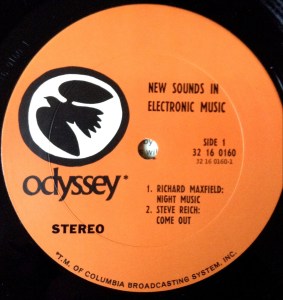 NEW SOUNDS IN
ELECTRONIC MUSIC
SIDE 1
32 16 0160
32 16 0160-1
odyssey®
1. RICHARD MAXFIELD:
NIGHT MUSIC
2. STEVE REICH:
COME OUT
STEREO
*T.M. OF COLUMBIA BROADCASTING SYSTEM, INC.